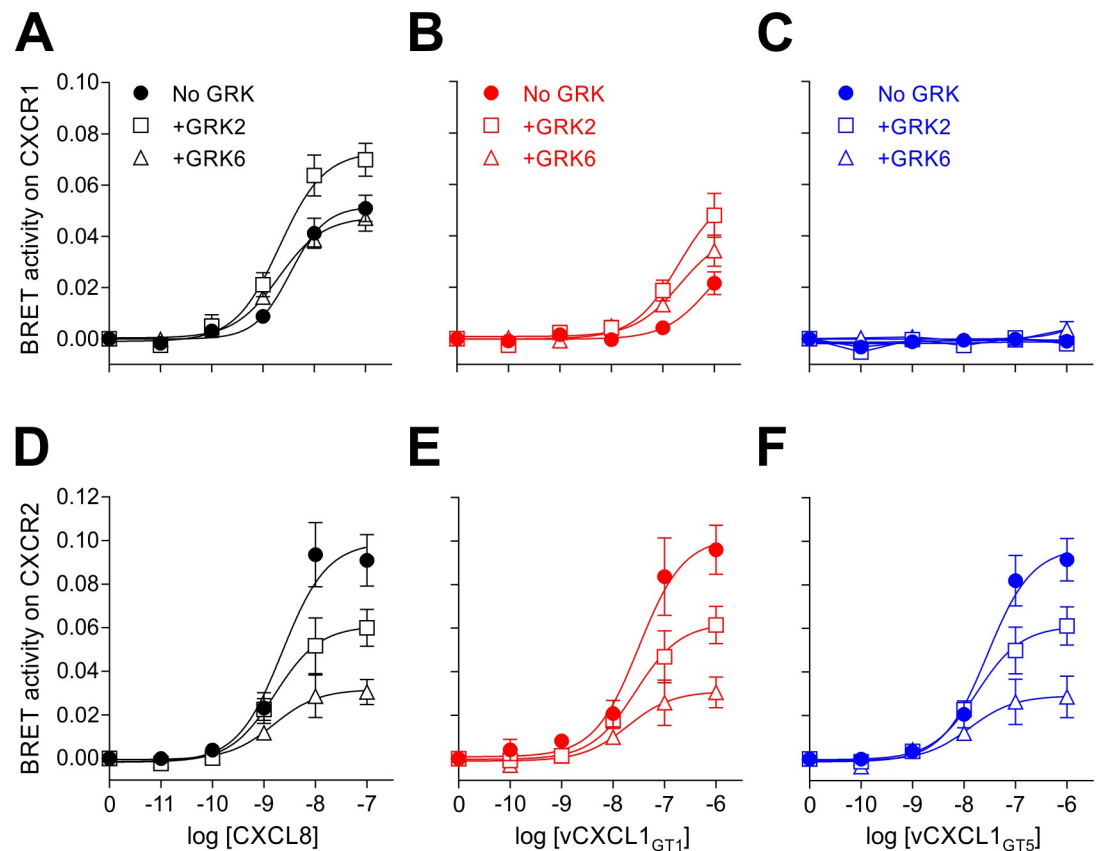 A
B
C
BRET activity on CXCR1
0.10
0.08
0.06
0.04
0.02
0.00
No GRK
+GRK2
+GRK6
No GRK
+GRK2
+GRK6
No GRK
+GRK2
+GRK6
D
E
F
BRET activity on CXCR2
0.12
0.10
0.08
0.06
0.04
0.02
0.00
0 -11 -10 -9 -8 -7
0 -10 -9 -8 -7 -6
0 -10 -9 -8 -7 -6
log [CXCL8]
log [vCXCL1GT1]
log [vCXCL1GT5]